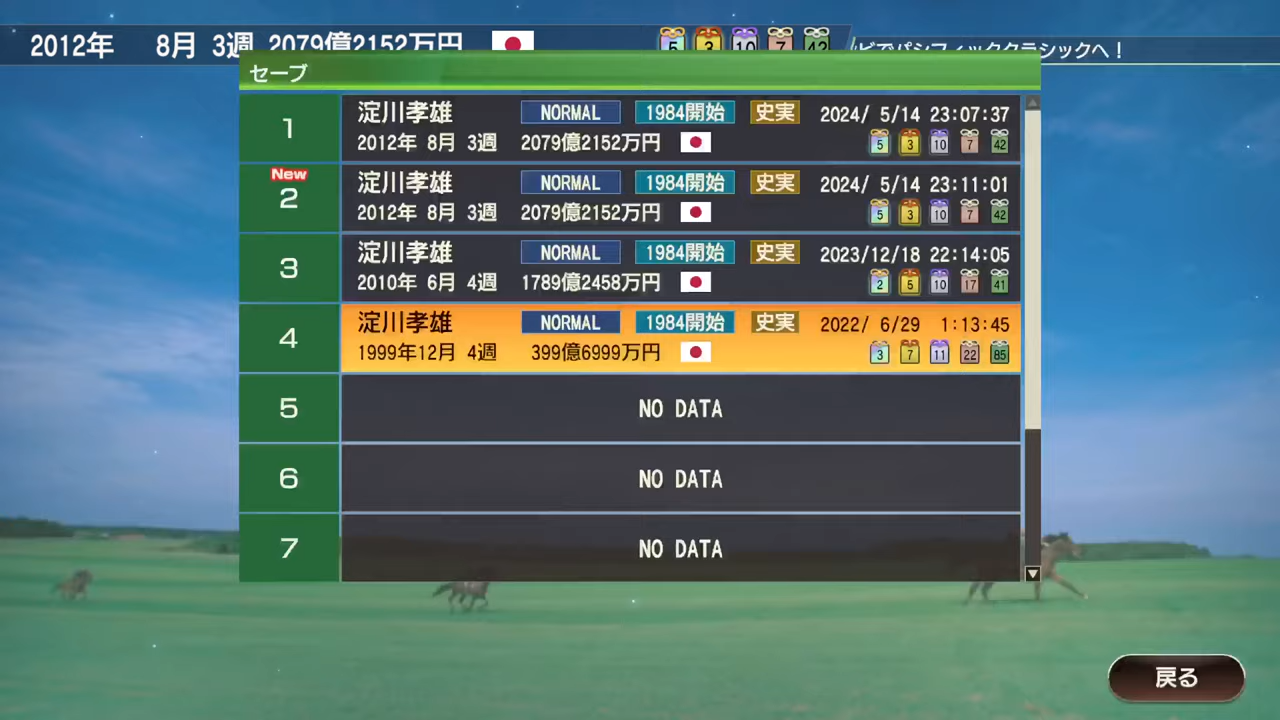 2012年 8月 3週 2079億2152万円 5 3 10 7 42 ビでパシフィッククラシックへ！
セーブ
1 淀川孝雄 NORMAL 1984開始 史実 2024/ 5/14 23:07:37
2012年 8月 3週 2079億2152万円 5 3 10 7 42
New
2 淀川孝雄 NORMAL 1984開始 史実 2024/ 5/14 23:11:01
2012年 8月 3週 2079億2152万円 5 3 10 7 42
3 淀川孝雄 NORMAL 1984開始 史実 2023/12/18 22:14:05
2010年 6月 4週 1789億2458万円 2 5 10 17 41
4 淀川孝雄 NORMAL 1984開始 史実 2022/ 6/29 1:13:45
1999年12月 4週 399億6999万円 3 7 11 22 85
5 NO DATA
6 NO DATA
7 NO DATA
戻る